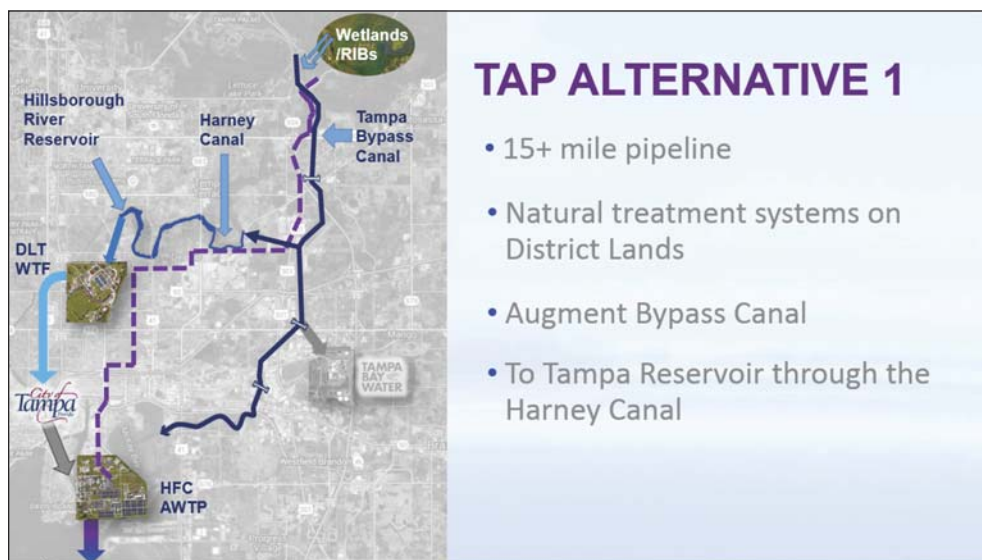 Wetlands
/RIBs
Hillsborough
River
Reservoir
Harney
Canal
Tampa
Bypass
Canal
DLT
WTF
City of
Tampa
Florida
TAMPA
BAY
WATER
HFC
AWTP
TAP ALTERNATIVE 1
• 15+ mile pipeline
• Natural treatment systems on
District Lands
• Augment Bypass Canal
• To Tampa Reservoir through the
Harney Canal